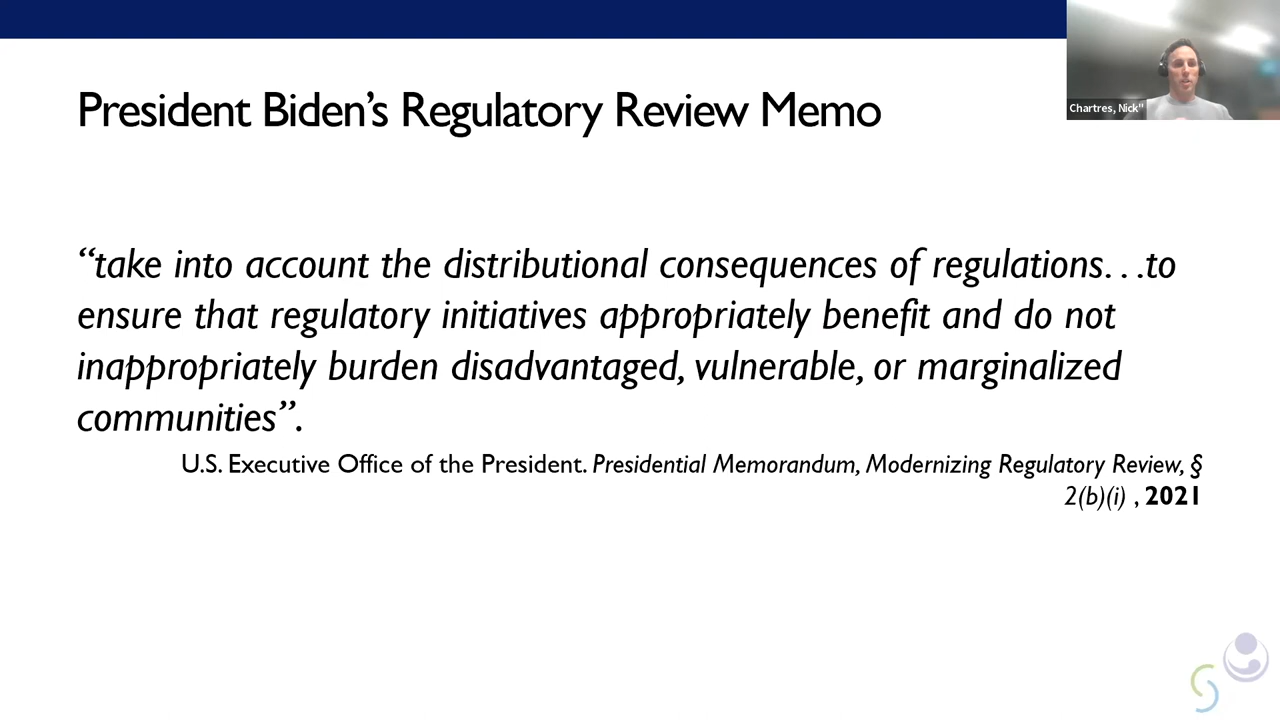 Chartres, Nick"
President Biden’s Regulatory Review Memo
“take into account the distributional consequences of regulations…to
ensure that regulatory initiatives appropriately benefit and do not
inappropriately burden disadvantaged, vulnerable, or marginalized
communities”.
U.S. Executive Office of the President. Presidential Memorandum, Modernizing Regulatory Review, §
2(b)(i) , 2021